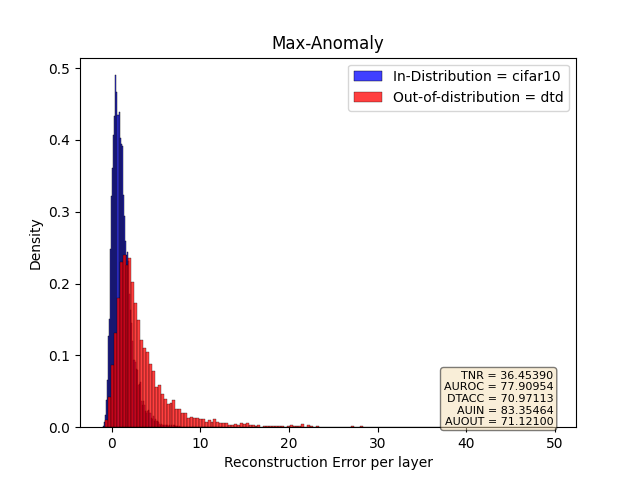 Max-Anomaly
In-Distribution = cifar10
Out-of-distribution = dtd
Density
0.5
0.4
0.3
0.2
0.1
0.0
TNR = 36.45390
AUROC = 77.90954
DTACC = 70.97113
AUIN = 83.35464
AUOUT = 71.12100
0 10 20 30 40 50
Reconstruction Error per layer